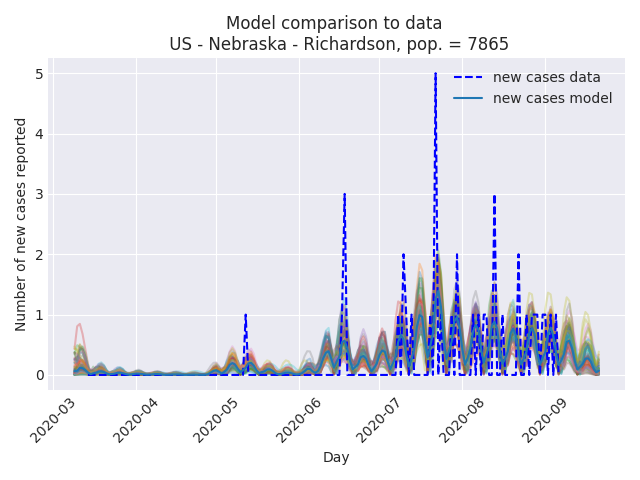 Model comparison to data
US - Nebraska - Richardson, pop. = 7865
new cases data
new cases model
Number of new cases reported
5
4
3
2
1
0
2020-03
2020-04
2020-05
2020-06
2020-07
2020-08
2020-09
Day